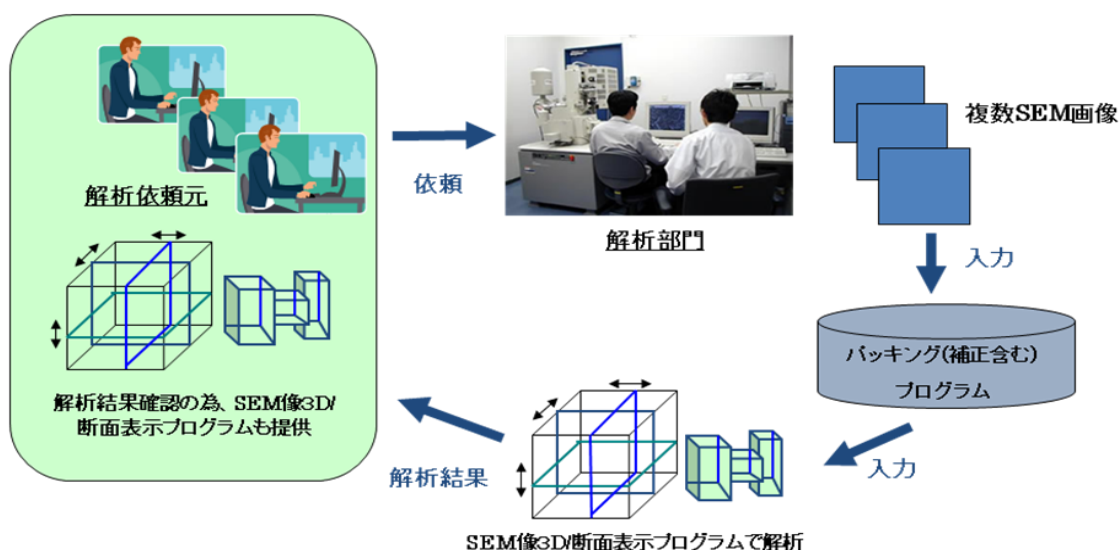 解析依頼元
解析結果確認の為、SEM像3D/
断面表示プログラムも提供
依頼
解析部門
複数SEM画像
入力
パッキング(補正含む)
プログラム
入力
SEM像3D/断面表示プログラムで解析
解析結果